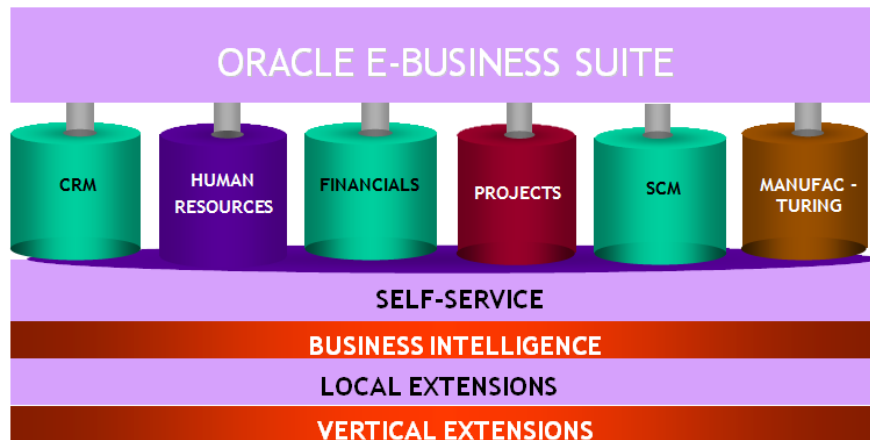 ORACLE E-BUSINESS SUITE
CRM
HUMAN
RESOURCES
FINANCIALS
PROJECTS
SCM
MANUFAC -
TURING
SELF-SERVICE
BUSINESS INTELLIGENCE
LOCAL EXTENSIONS
VERTICAL EXTENSIONS